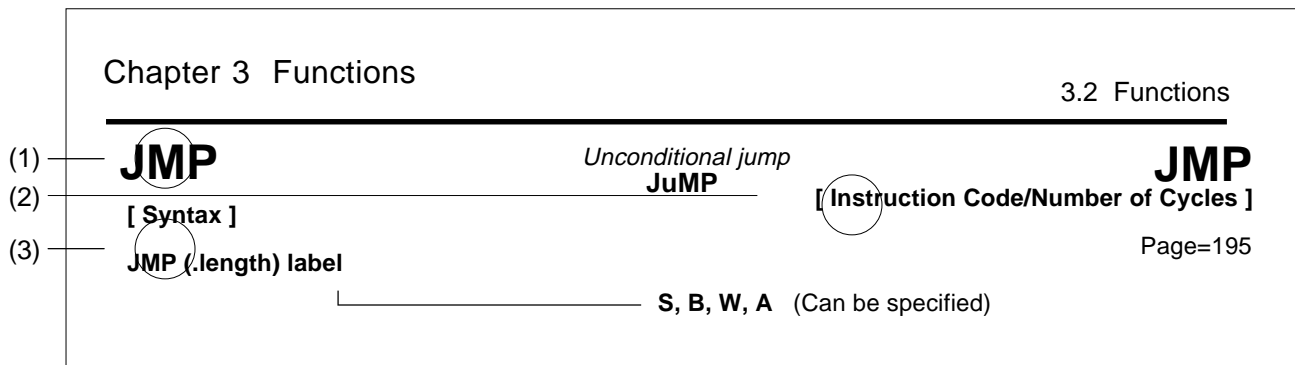 Chapter 3 Functions
3.2 Functions
(1) JMP Unconditional jump JMP
JuMP
(2) [ Instruction Code/Number of Cycles ]
[ Syntax ]
(3) Page=195
JMP (.length) label
S, B, W, A (Can be specified)